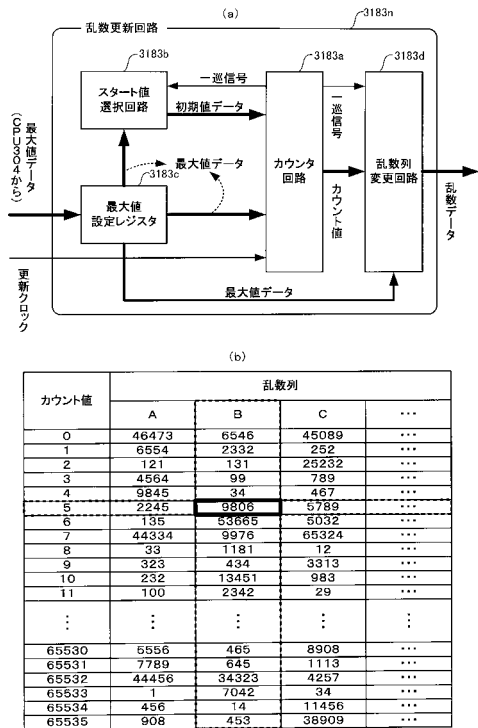 (a)
乱数更新回路
3183n
3183b
3183a
3183d
スタート値
選択回路
一巡信号
初期値データ
一巡信号
最大値データ
(CPU304から)
最大値データ
3183c
最大値
設定レジスタ
カウンタ
回路
カウント値
乱数列
変更回路
乱数データ
更新クロック
最大値データ
(b)
カウント値 乱数列
A B C …
0 46473 6546 45089 …
1 6554 2332 252 …
2 121 131 25232 …
3 4564 99 789 …
4 9845 34 467 …
5 2245 9806 5789 …
6 135 53665 5032 …
7 44334 9976 65324 …
8 33 1181 12 …
9 323 434 3313 …
10 232 13451 983 …
11 100 2342 29 …
⋮ ⋮ ⋮ ⋮ ⋮
65530 5556 465 8908 …
65531 7789 645 1113 …
65532 44456 34323 4257 …
65533 1 7042 34 …
65534 456 14 11456 …
65535 908 453 38909 …